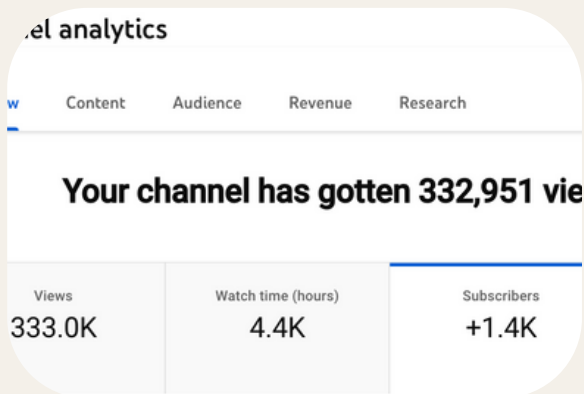 el analytics
w Content Audience Revenue Research
Your channel has gotten 332,951 vie
Views Watch time (hours) Subscribers
333.0K 4.4K +1.4K